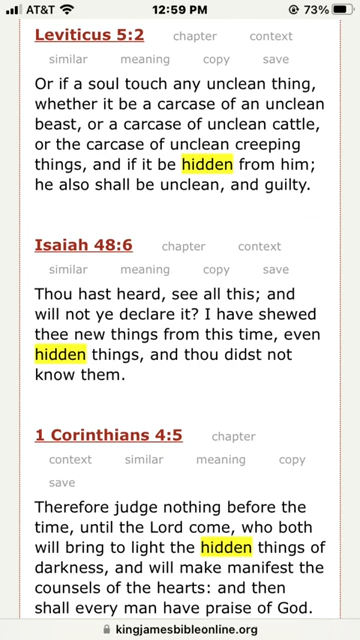 AT&T 12:59 PM 73%
Leviticus 5:2 chapter context
similar meaning copy save
Or if a soul touch any unclean thing,
whether it be a carcase of an unclean
beast, or a carcase of unclean cattle,
or the carcase of unclean creeping
things, and if it be hidden from him;
he also shall be unclean, and guilty.
Isaiah 48:6 chapter context
similar meaning copy save
Thou hast heard, see all this; and
will not ye declare it? I have shewed
thee new things from this time, even
hidden things, and thou didst not
know them.
1 Corinthians 4:5 chapter
context similar meaning copy
save
Therefore judge nothing before the
time, until the Lord come, who both
will bring to light the hidden things of
darkness, and will make manifest the
counsels of the hearts: and then
shall every man have praise of God.
kingjamesbibleonline.org